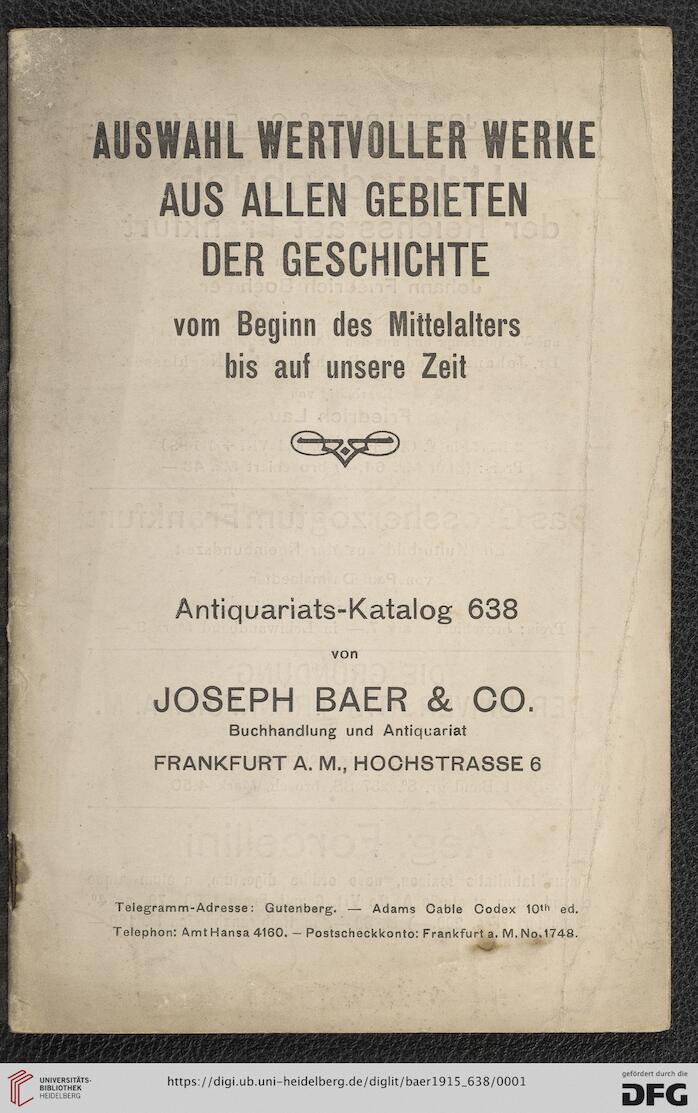 AUSWAHL WERTVOLLER WERKE
AUS ALLEN GEBIETEN
DER GESCHICHTE
vom Beginn des Mittelalters
bis auf unsere Zeit
Antiquariats-Katalog 638
von
JOSEPH BAER & CO.
Buchhandlung und Antiquariat
FRANKFURT A. M., HOCHSTRASSE 6
Telegramm-Adresse: Gutenberg. — Adams Cable Codex 10th ed.
Telephon: Amt Hansa 4160. — Postscheckkonto: Frankfurt a. M. No. 1748.
UNIVERSITÄTS-
BIBLIOTHEK
HEIDELBERG
https://digi.ub.uni-heidelberg.de/diglit/baer1915_638/0001
gefördert durch die
DFG